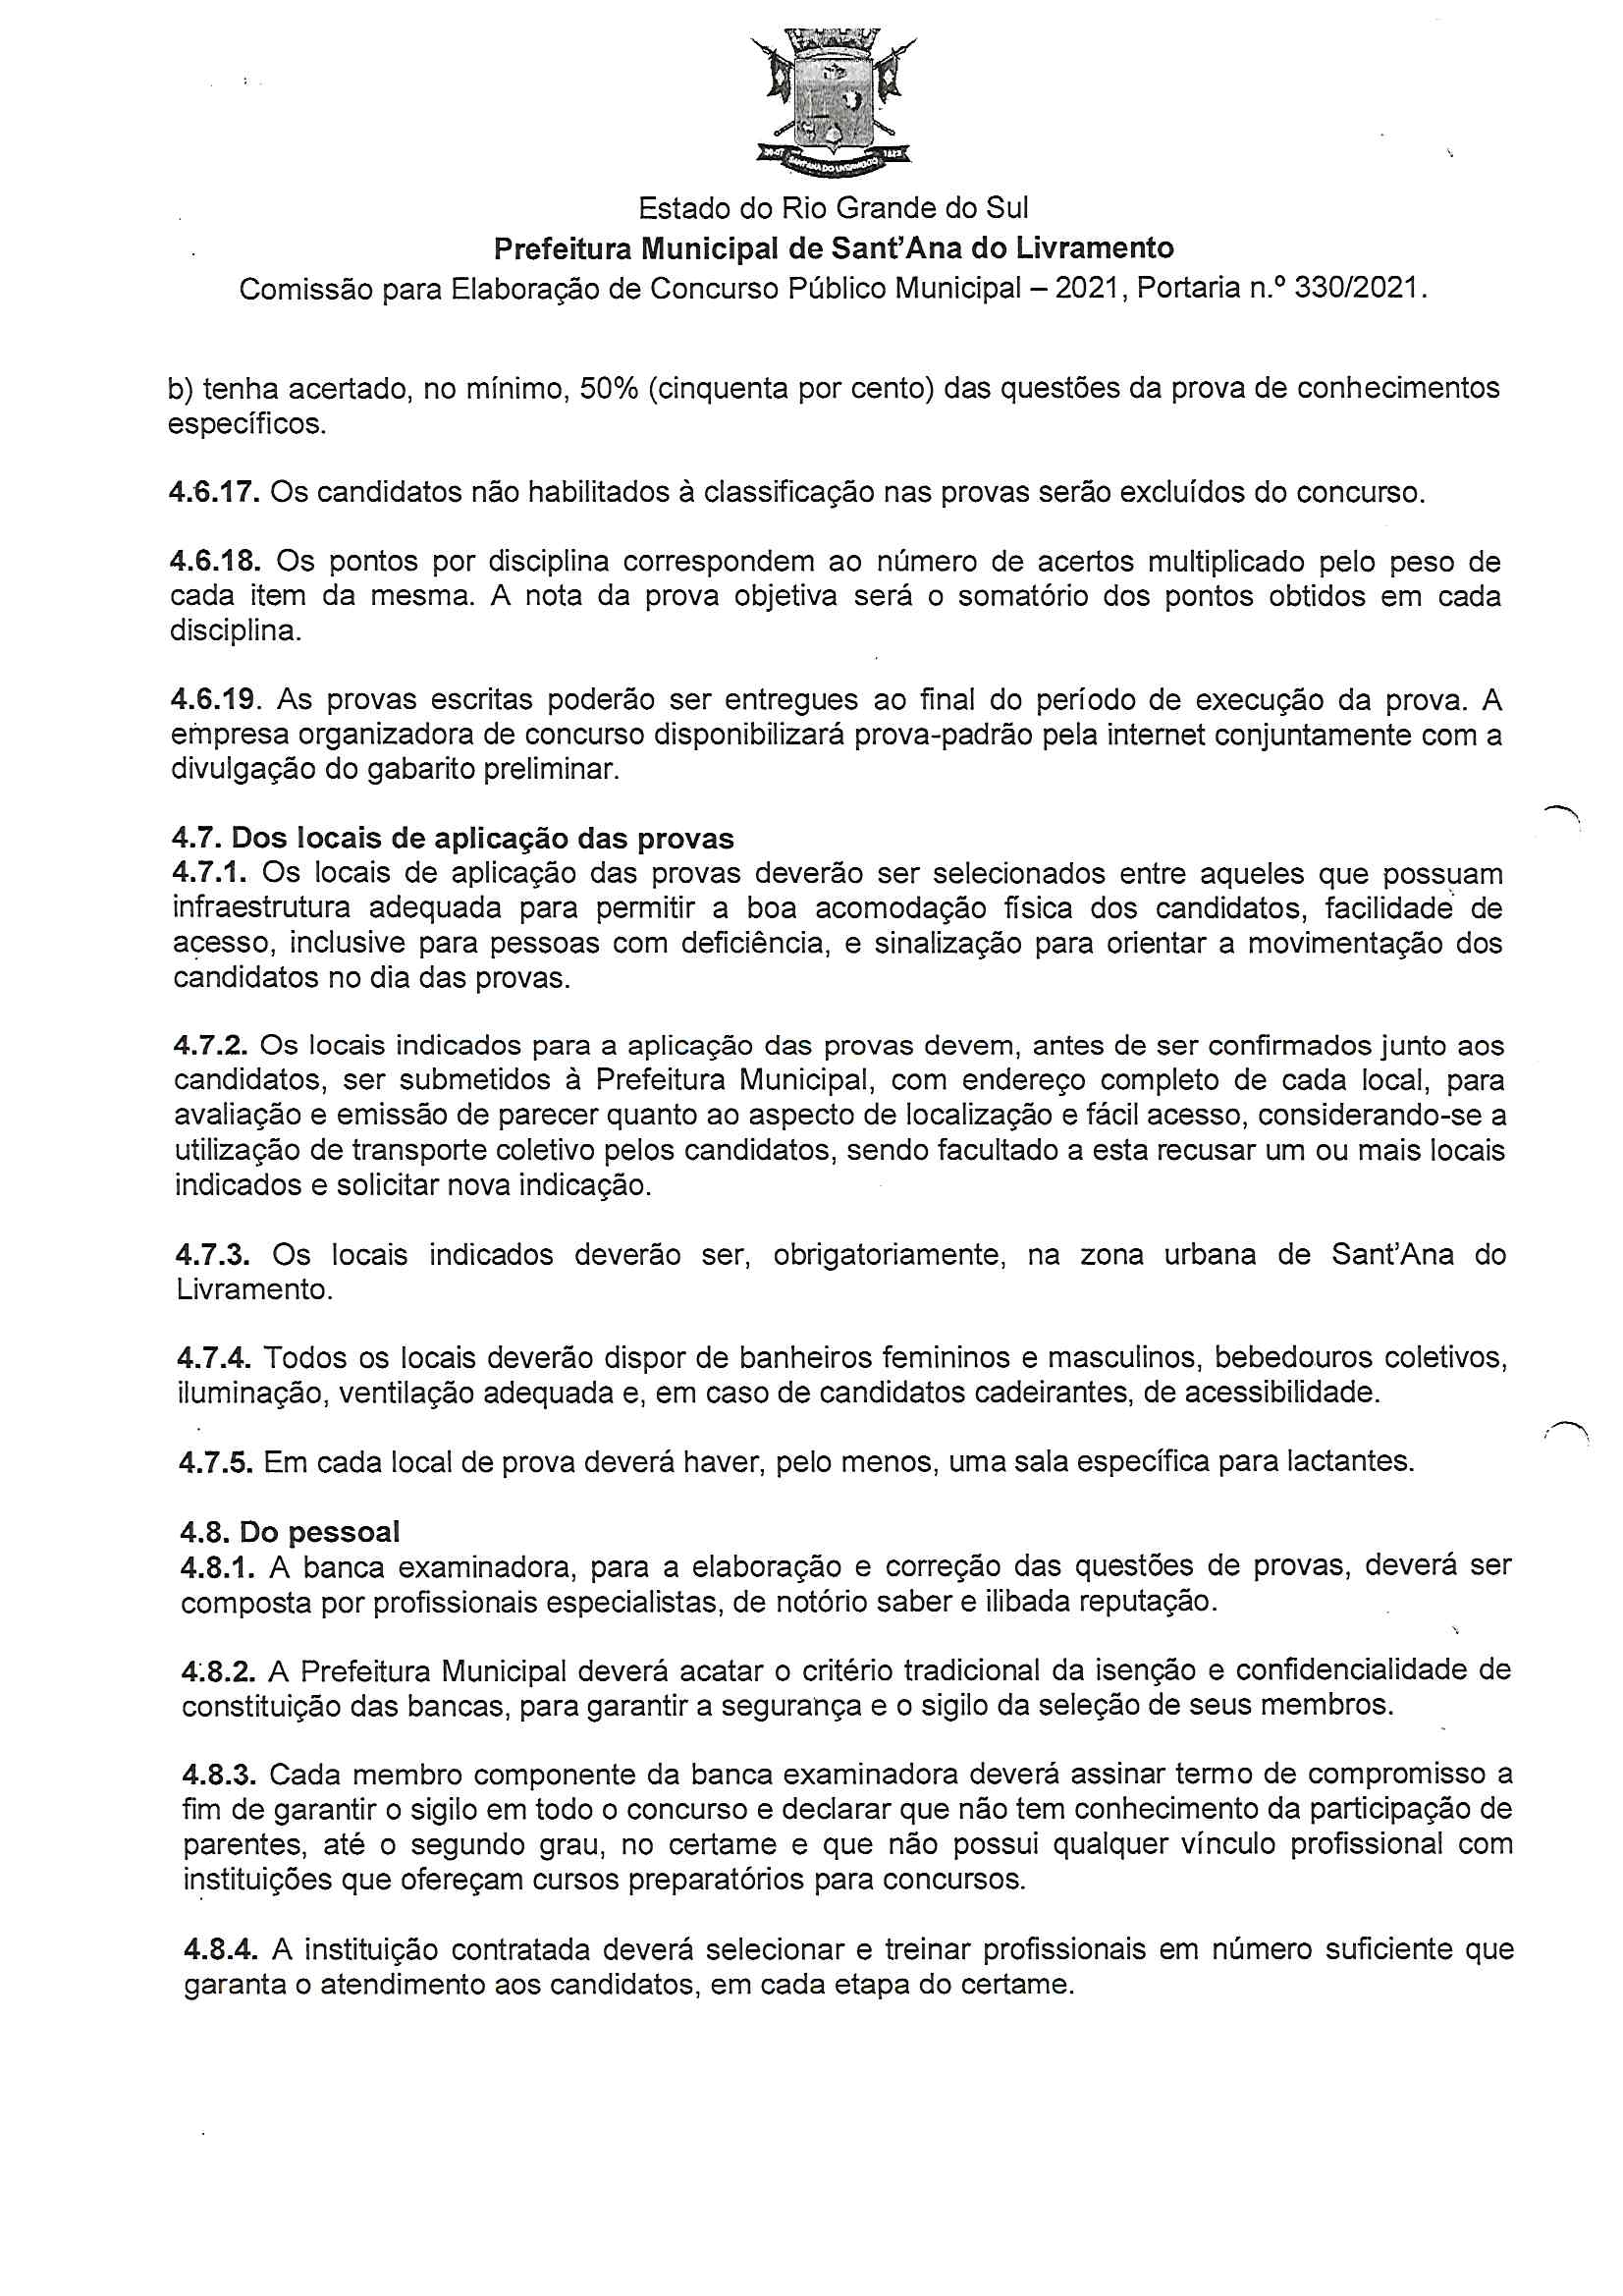 SANT'ANA DO LIVRAMENTO
Estado do Rio Grande do Sul
Prefeitura Municipal de Sant'Ana do Livramento
Comissão para Elaboração de Concurso Público Municipal – 2021, Portaria n.º 330/2021.
b) tenha acertado, no mínimo, 50% (cinquenta por cento) das questões da prova de conhecimentos
específicos.
4.6.17. Os candidatos não habilitados à classificação nas provas serão excluídos do concurso.
4.6.18. Os pontos por disciplina correspondem ao número de acertos multiplicado pelo peso de
cada item da mesma. A nota da prova objetiva será o somatório dos pontos obtidos em cada
disciplina.
4.6.19. As provas escritas poderão ser entregues ao final do período de execução da prova. A
empresa organizadora de concurso disponibilizará prova-padrão pela internet conjuntamente com a
divulgação do gabarito preliminar.
4.7. Dos locais de aplicação das provas
4.7.1. Os locais de aplicação das provas deverão ser selecionados entre aqueles que possuam
infraestrutura adequada para permitir a boa acomodação física dos candidatos, facilidade de
acesso, inclusive para pessoas com deficiência, e sinalização para orientar a movimentação dos
candidatos no dia das provas.
4.7.2. Os locais indicados para a aplicação das provas devem, antes de ser confirmados junto aos
candidatos, ser submetidos à Prefeitura Municipal, com endereço completo de cada local, para
avaliação e emissão de parecer quanto ao aspecto de localização e fácil acesso, considerando-se a
utilização de transporte coletivo pelos candidatos, sendo facultado a esta recusar um ou mais locais
indicados e solicitar nova indicação.
4.7.3. Os locais indicados deverão ser, obrigatoriamente, na zona urbana de Sant'Ana do
Livramento.
4.7.4. Todos os locais deverão dispor de banheiros femininos e masculinos, bebedouros coletivos,
iluminação, ventilação adequada e, em caso de candidatos cadeirantes, de acessibilidade.
4.7.5. Em cada local de prova deverá haver, pelo menos, uma sala específica para lactantes.
4.8. Do pessoal
4.8.1. A banca examinadora, para a elaboração e correção das questões de provas, deverá ser
composta por profissionais especialistas, de notório saber e ilibada reputação.
4.8.2. A Prefeitura Municipal deverá acatar o critério tradicional da isenção e confidencialidade de
constituição das bancas, para garantir a segurança e o sigilo da seleção de seus membros.
4.8.3. Cada membro componente da banca examinadora deverá assinar termo de compromisso a
fim de garantir o sigilo em todo o concurso e declarar que não tem conhecimento da participação de
parentes, até o segundo grau, no certame e que não possui qualquer vínculo profissional com
instituições que ofereçam cursos preparatórios para concursos.
4.8.4. A instituição contratada deverá selecionar e treinar profissionais em número suficiente que
garanta o atendimento aos candidatos, em cada etapa do certame.